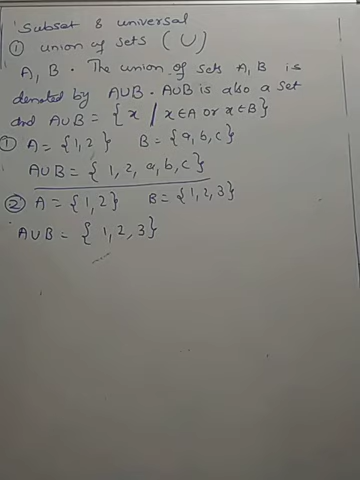 Subset & universal
① union of sets (∪)
A, B . The union of sets A, B is
denoted by A∪B . A∪B is also a set
and A∪B = { x / x∈A or x∈B}
① A = {1,2} B = {a,b,c}
A∪B = { 1, 2, a,b,c}
② A = {1,2} B = {1,2,3}
A∪B = { 1,2,3}